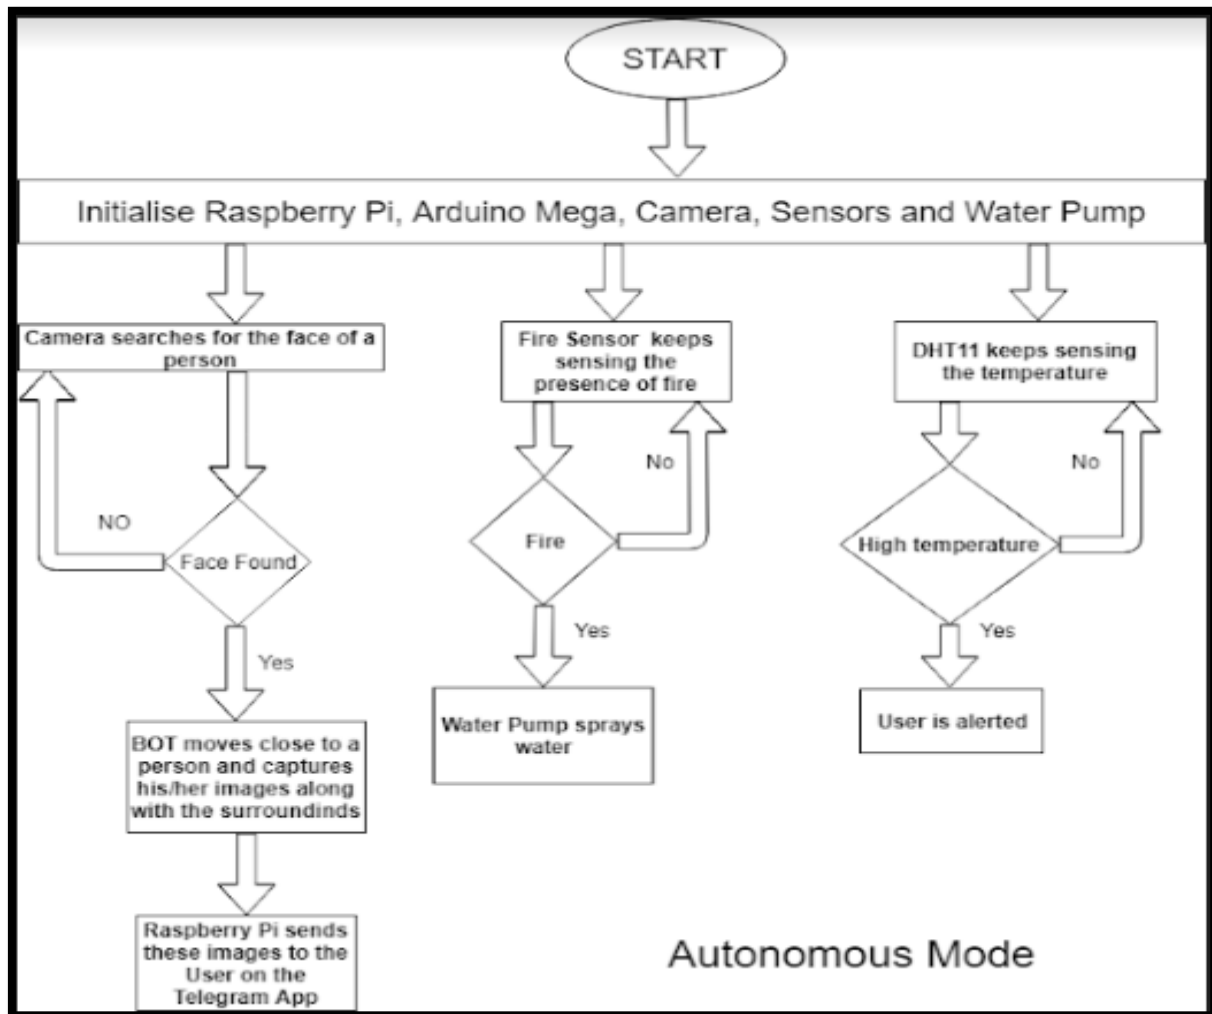 START
Initialise Raspberry Pi, Arduino Mega, Camera, Sensors and Water Pump
Camera searches for the face of a
person
NO
Face Found
Yes
BOT moves close to a
person and captures
his/her images along
with the surroundinds
Raspberry Pi sends
these images to the
User on the
Telegram App
Fire Sensor keeps
sensing the
presence of fire
No
Fire
Yes
Water Pump sprays
water
DHT11 keeps sensing
the temperature
No
High temperature
Yes
User is alerted
Autonomous Mode